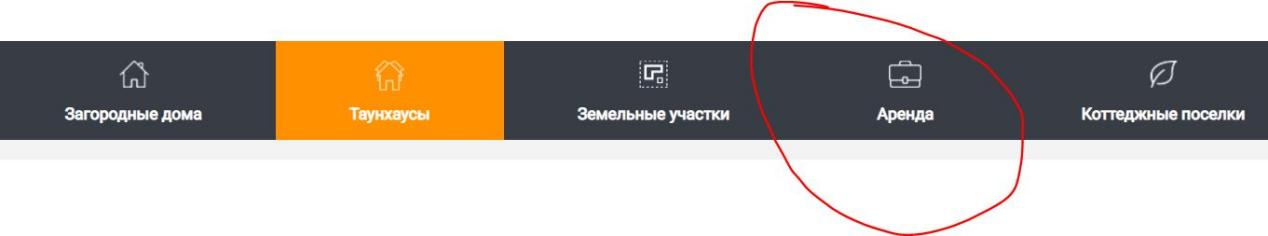 Загородные дома
Таунхаусы
Земельные участки
Аренда
Коттеджные поселки